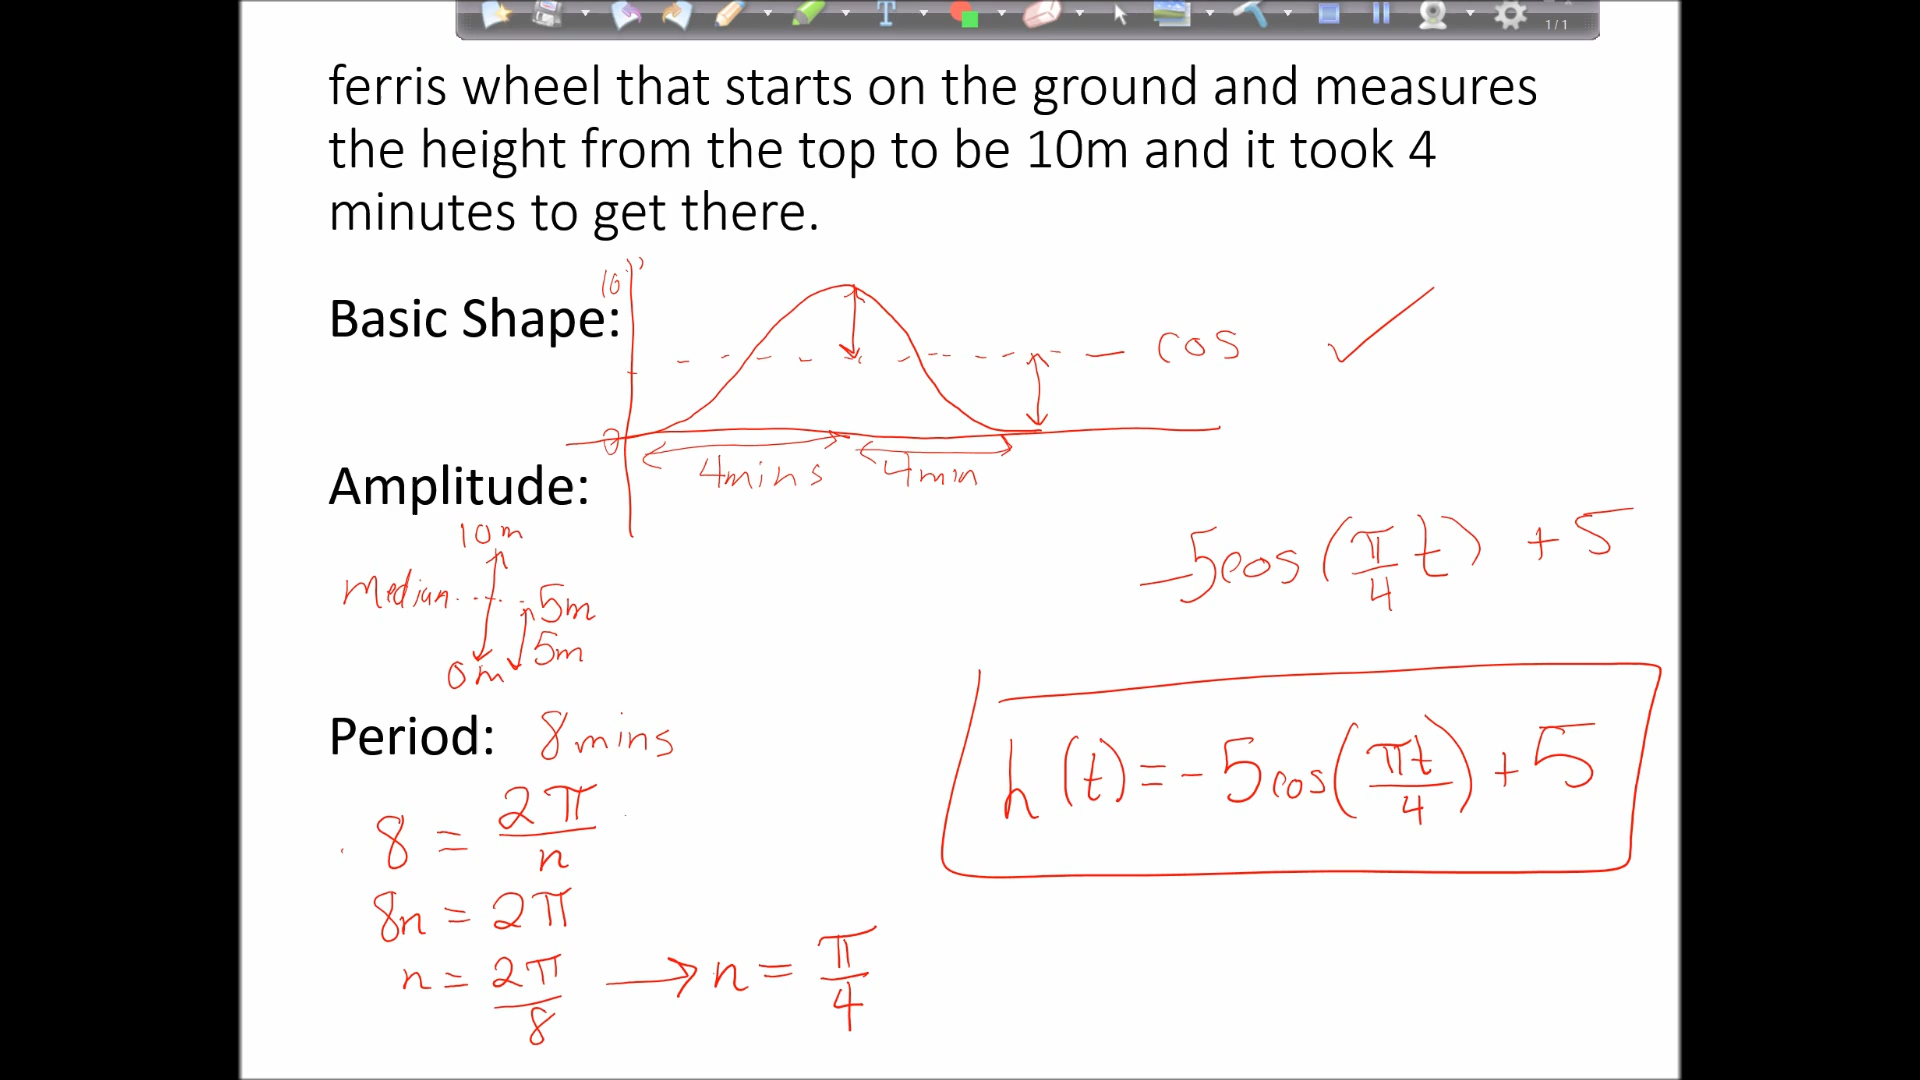 1/1
ferris wheel that starts on the ground and measures
the height from the top to be 10m and it took 4
minutes to get there.
10
Basic Shape:
cos
0
4mins
4min
Amplitude:
10m
Median
5m
5m
0m
-5cos(π/4 t) + 5
Period: 8mins
h(t) = -5cos(πt/4) + 5
8 = 2π/n
8n = 2π
n = 2π/8 → n = π/4